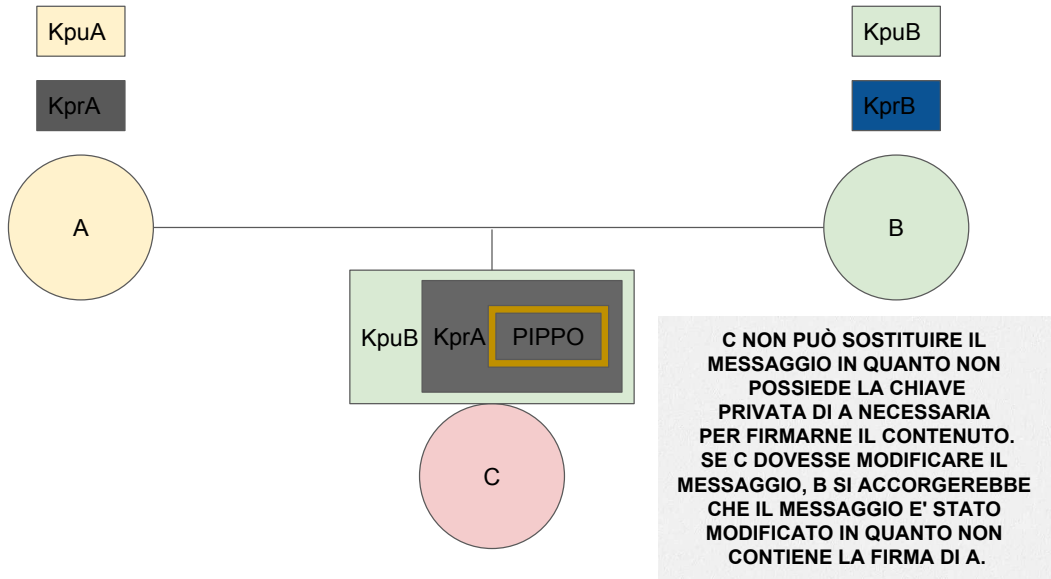 KpuA
KpuB
KprA
KprB
A
B
KpuB KprA PIPPO
C
C NON PUÒ SOSTITUIRE IL
MESSAGGIO IN QUANTO NON
POSSIEDE LA CHIAVE
PRIVATA DI A NECESSARIA
PER FIRMARNE IL CONTENUTO.
SE C DOVESSE MODIFICARE IL
MESSAGGIO, B SI ACCORGEREBBE
CHE IL MESSAGGIO E' STATO
MODIFICATO IN QUANTO NON
CONTIENE LA FIRMA DI A.